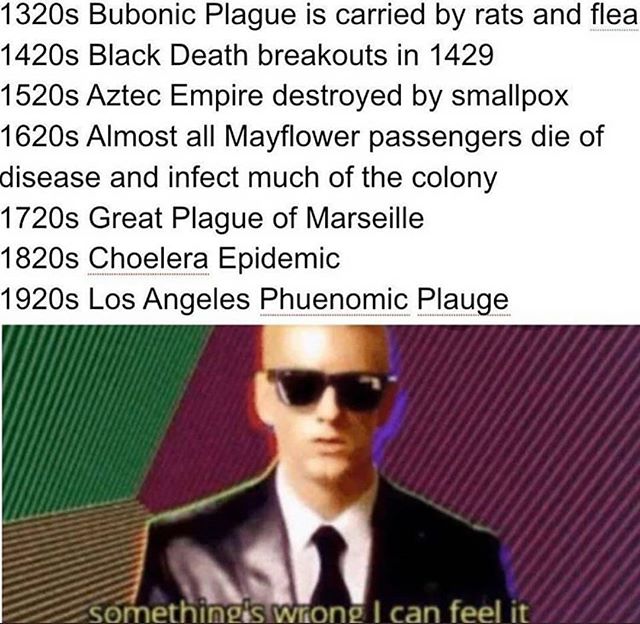 1320s Bubonic Plague is carried by rats and flea
1420s Black Death breakouts in 1429
1520s Aztec Empire destroyed by smallpox
1620s Almost all Mayflower passengers die of
disease and infect much of the colony
1720s Great Plague of Marseille
1820s Choelera Epidemic
1920s Los Angeles Phuenomic Plauge
something's wrong I can feel it